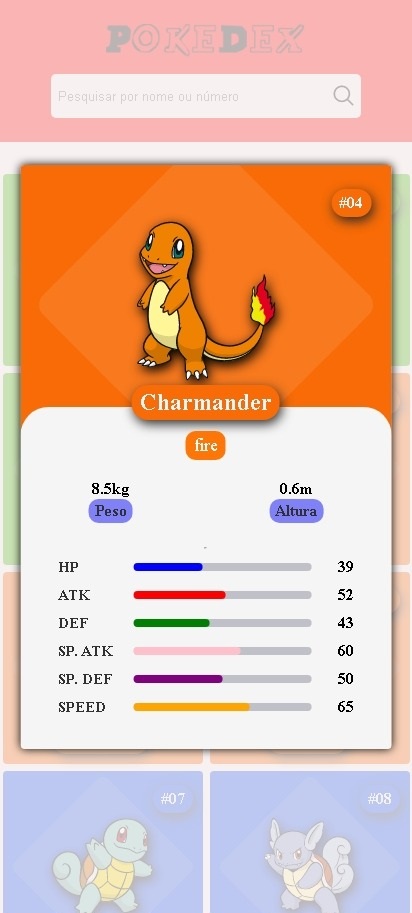 POKEDEX
Pesquisar por nome ou número
#04
Charmander
fire
8.5kg 0.6m
Peso Altura
HP 39
ATK 52
DEF 43
SP. ATK 60
SP. DEF 50
SPEED 65
#07 #08